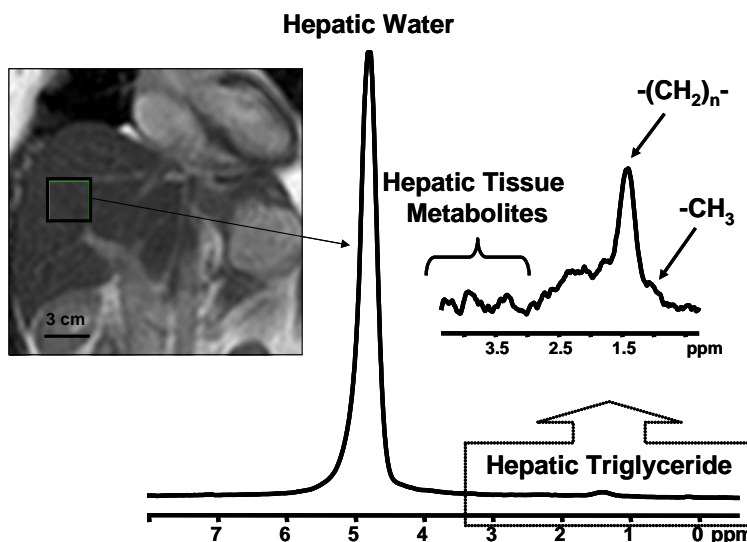 Hepatic Water
-(CH2)n-
Hepatic Tissue
Metabolites
-CH3
3 cm
3.5 2.5 1.5 ppm
Hepatic Triglyceride
7 6 5 4 3 2 1 0 ppm